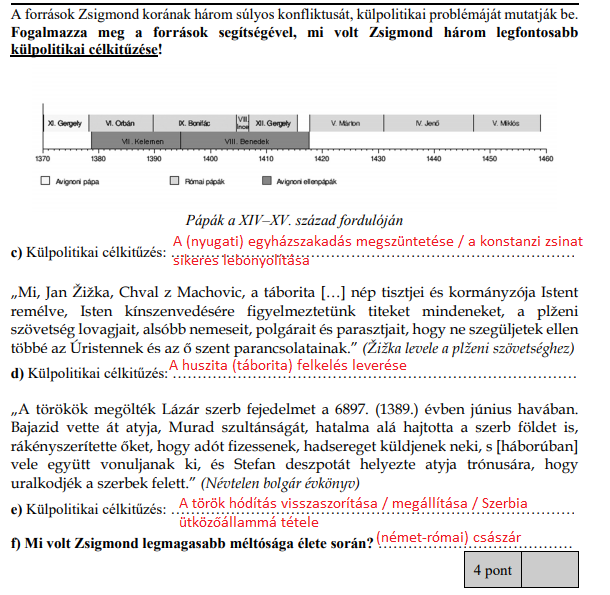 A források Zsigmond korának három súlyos konfliktusát, külpolitikai problémáját mutatják be.
Fogalmazza meg a források segítségével, mi volt Zsigmond három legfontosabb
külpolitikai célkitűzése!
XI. Gergely VI. Orbán IX. Bonifác VII. Ince XII. Gergely V. Márton IV. Jenő V. Miklós
VII. Kelemen VIII. Benedek
1370 1380 1390 1400 1410 1420 1430 1440 1450 1460
Avignoni pápa Római pápák Avignoni ellenpápák
Pápák a XIV–XV. század fordulóján
c) Külpolitikai célkitűzés: A (nyugati) egyházszakadás megszüntetése / a konstanzi zsinat
sikeres lebonyolítása
„Mi, Jan Žižka, Chval z Machovic, a táborita […] nép tisztjei és kormányzója Istent
remélve, Isten kínszenvedésére figyelmeztetünk titeket mindeneket, a plženi
szövetség lovagjait, alsóbb nemeseit, polgárait és parasztjait, hogy ne szegüljetek ellen
többé az Úristennek és az ő szent parancsolatainak.” (Žižka levele a plženi szövetséghez)
d) Külpolitikai célkitűzés: A huszita (táborita) felkelés leverése
„A törökök megölték Lázár szerb fejedelmet a 6897. (1389.) évben június havában.
Bajazid vette át atyja, Murad szultánságát, hatalma alá hajtotta a szerb földet is,
rákényszerítette őket, hogy adót fizessenek, hadsereget küldjenek neki, s [háborúban]
vele együtt vonuljanak ki, és Stefan deszpotát helyezte atyja trónusára, hogy
uralkodjék a szerbek felett.” (Névtelen bolgár évkönyv)
e) Külpolitikai célkitűzés: A török hódítás visszaszorítása / megállítása / Szerbia
ütközőállammá tétele
f) Mi volt Zsigmond legmagasabb méltósága élete során? (német-római) császár
4 pont